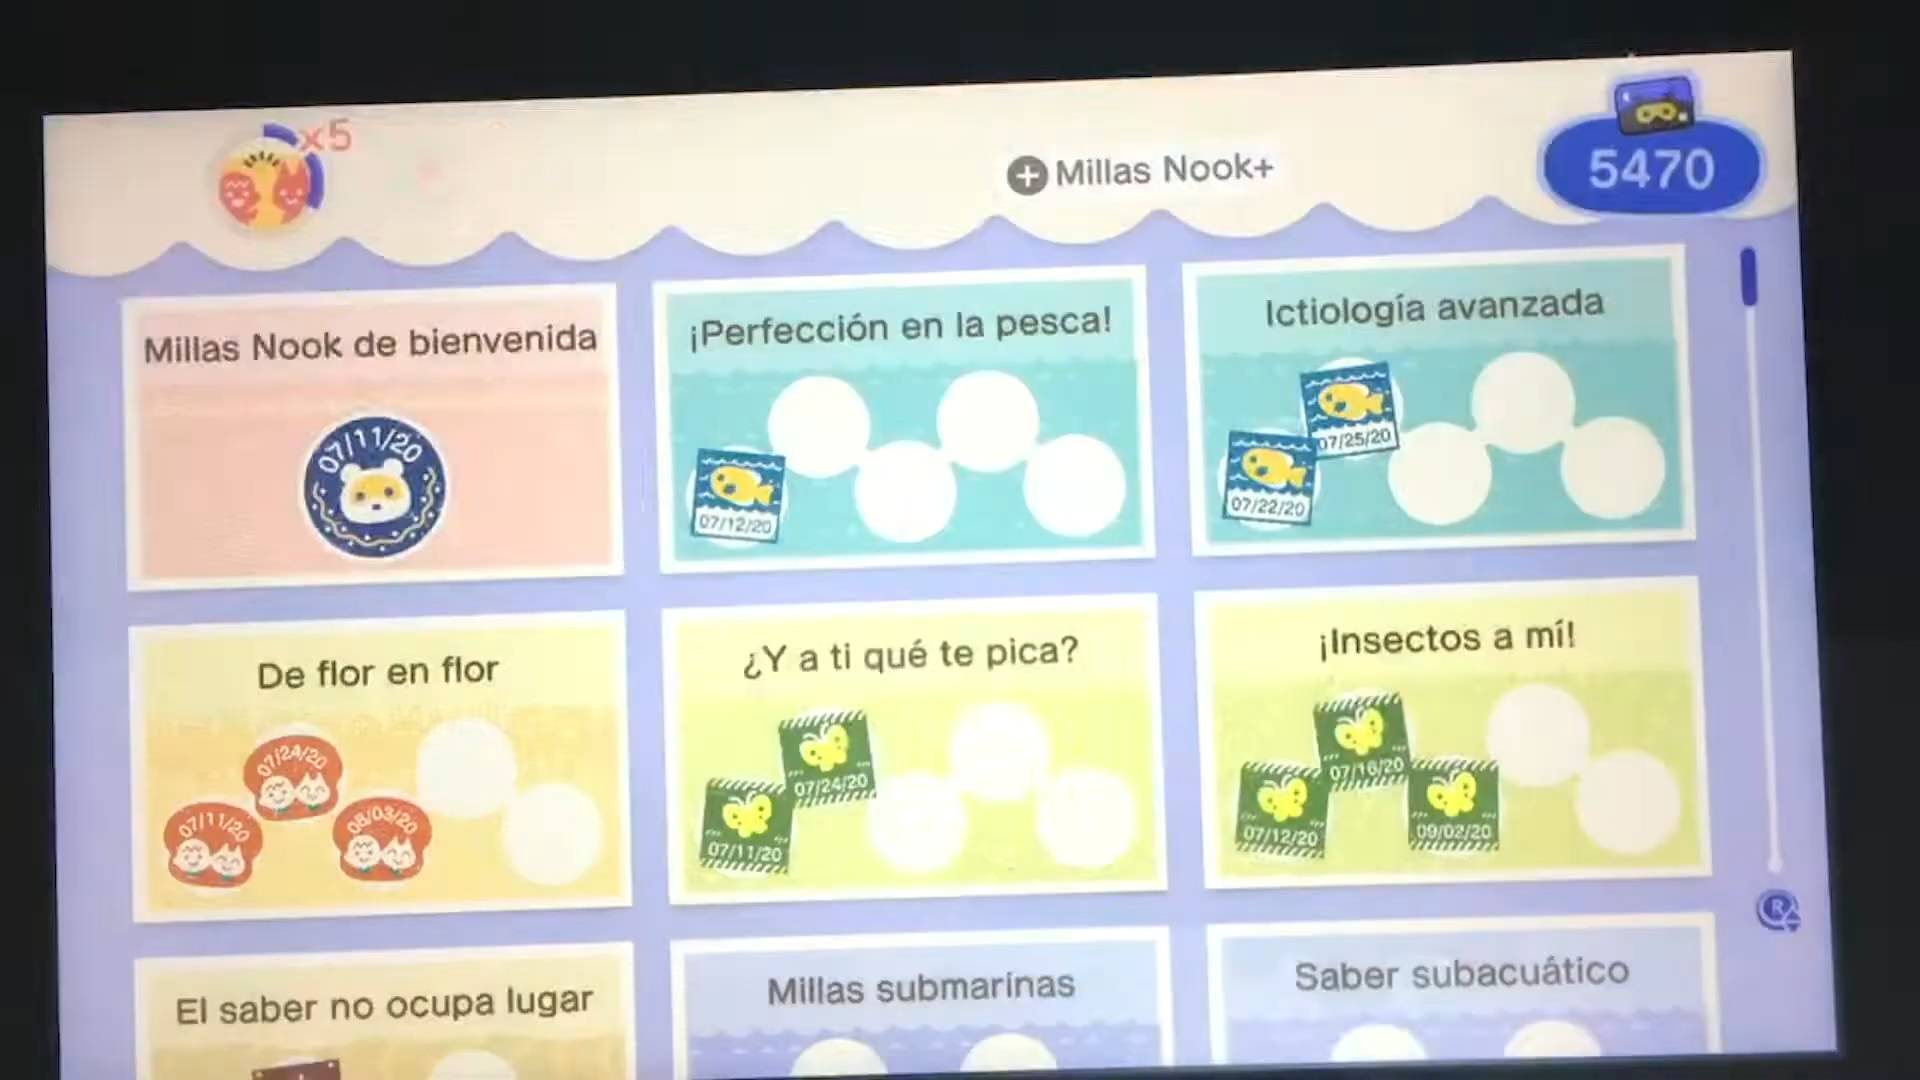 x5
Millas Nook+
5470
Millas Nook de bienvenida
07/11/20
¡Perfección en la pesca!
07/12/20
Ictiología avanzada
07/25/20
07/22/20
De flor en flor
07/24/20
07/11/20
08/03/20
¿Y a ti qué te pica?
07/24/20
07/11/20
¡Insectos a mí!
07/16/20
07/12/20
09/02/20
R
El saber no ocupa lugar
Millas submarinas
Saber subacuático